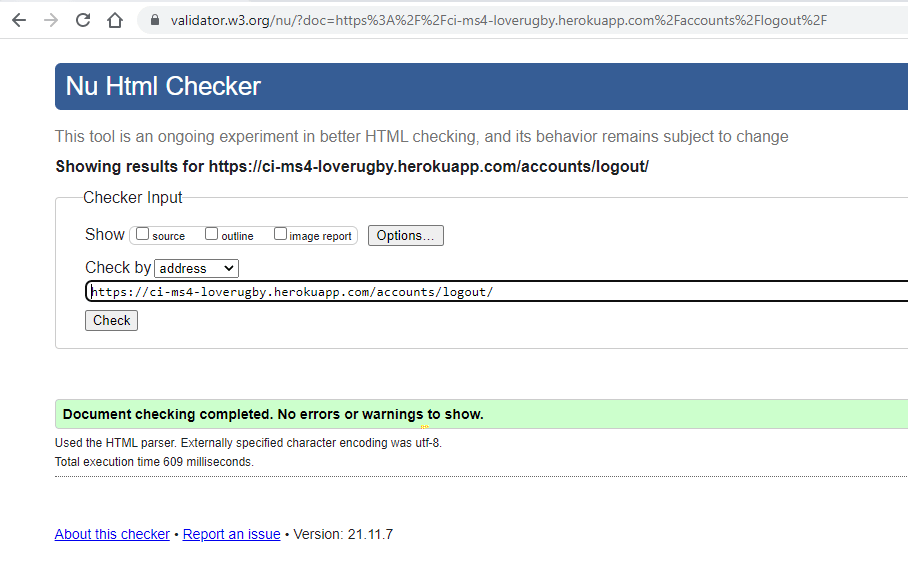 validator.w3.org/nu/?doc=https%3A%2F%2Fci-ms4-loverugby.herokuapp.com%2Faccounts%2Flogout%2F
Nu Html Checker
This tool is an ongoing experiment in better HTML checking, and its behavior remains subject to change
Showing results for https://ci-ms4-loverugby.herokuapp.com/accounts/logout/
Checker Input
Show source outline image report Options...
Check by address
https://ci-ms4-loverugby.herokuapp.com/accounts/logout/
Check
Document checking completed. No errors or warnings to show.
Used the HTML parser. Externally specified character encoding was utf-8.
Total execution time 609 milliseconds.
About this checker • Report an issue • Version: 21.11.7